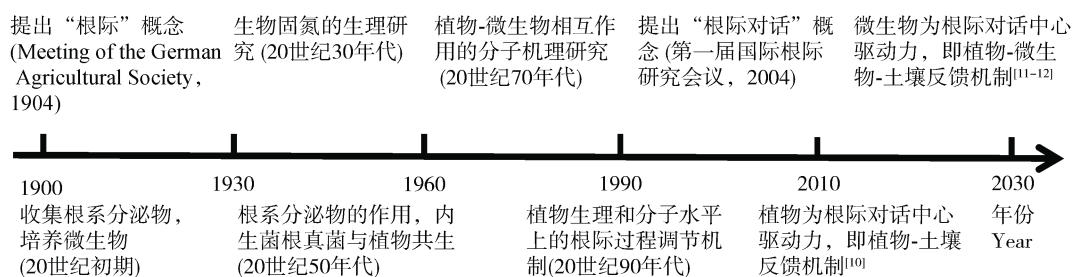 提出“根际”概念
(Meeting of the German
Agricultural Society,
1904)
生物固氮的生理研
究 (20世纪30年代)
植物-微生物相互作
用的分子机理研究
(20世纪70年代)
提出“根际对话”概
念 (第一届国际根际
研究会议，2004)
微生物为根际对话中心
驱动力，即植物-微生
物-土壤反馈机制[11-12]
1900
1930
1960
1990
2010
2030
收集根系分泌物，
培养微生物
(20世纪初期)
根系分泌物的作用，内
生菌根真菌与植物共生
(20世纪50年代)
植物生理和分子水平
上的根际过程调节机
制(20世纪90年代)
植物为根际对话中心
驱动力，即植物-土壤
反馈机制[10]
年份
Year